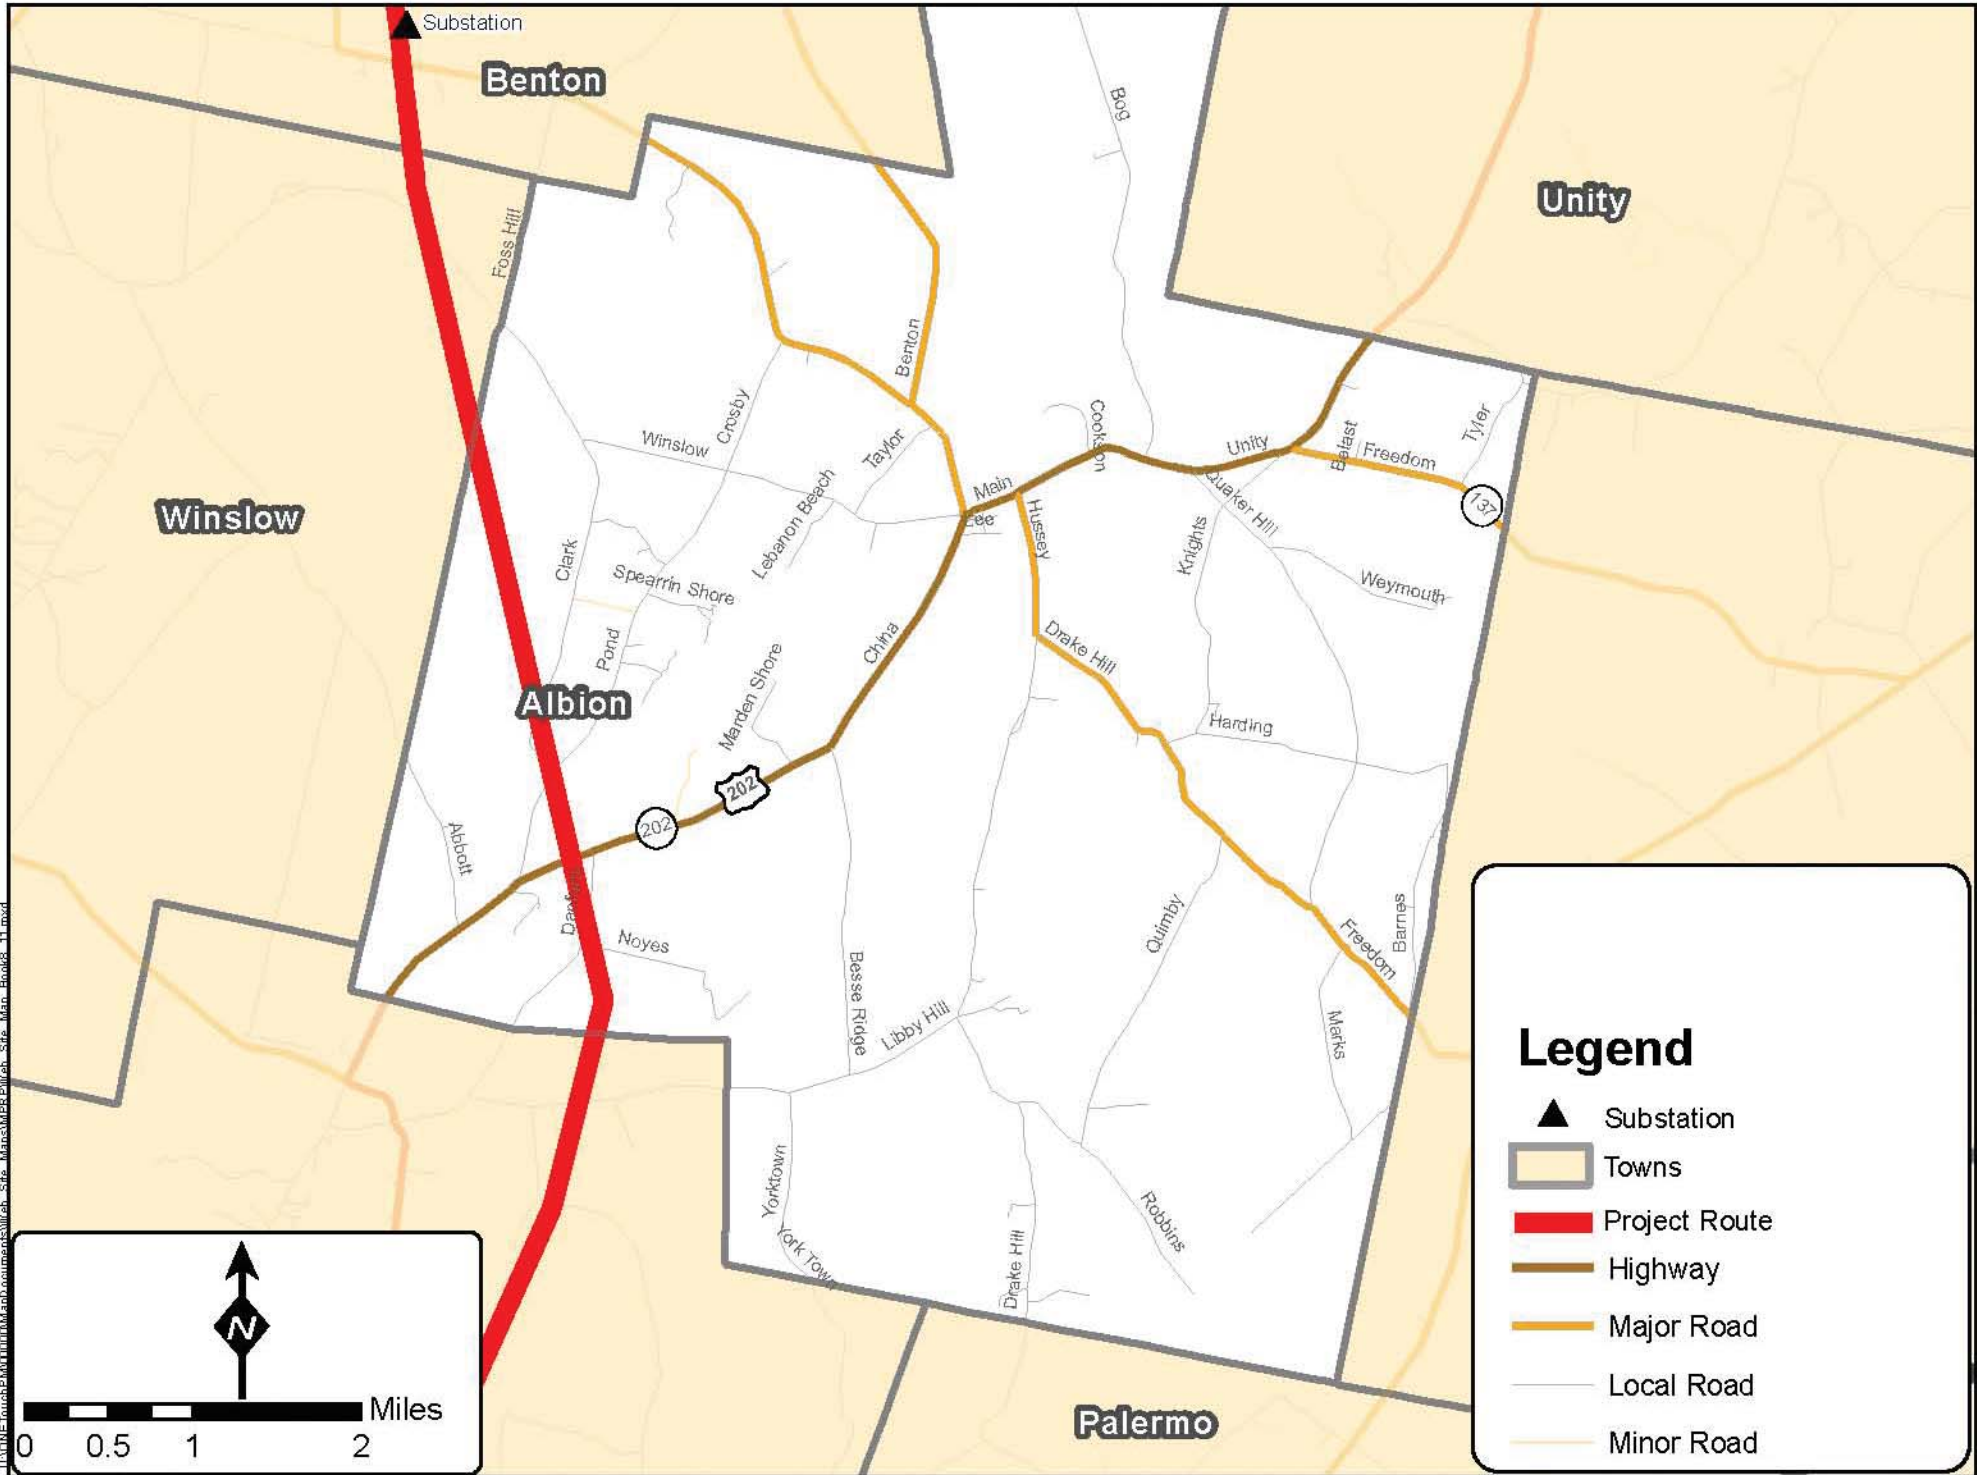 Substation
Benton
Bog
Unity
Foss Hill
Benton
Crosby
Winslow
Taylor
Cookson
Unity
Belast
Freedom
Tyler
137
Winslow
Lebanon Beach
Main
Lee
Hussey
Quaker Hill
Knights
Weymouth
Clark
Spearrin Shore
Pond
China
Marden Shore
Drake Hill
Albion
Harding
202
202
Abbott
Noyes
Besse Ridge
Libby Hill
Quimby
Freedom
Barnes
Marks
Yorktown
York Town
Drake Hill
Robbins
Palermo
N
Miles
0 0.5 1 2
Legend
Substation
Towns
Project Route
Highway
Major Road
Local Road
Minor Road